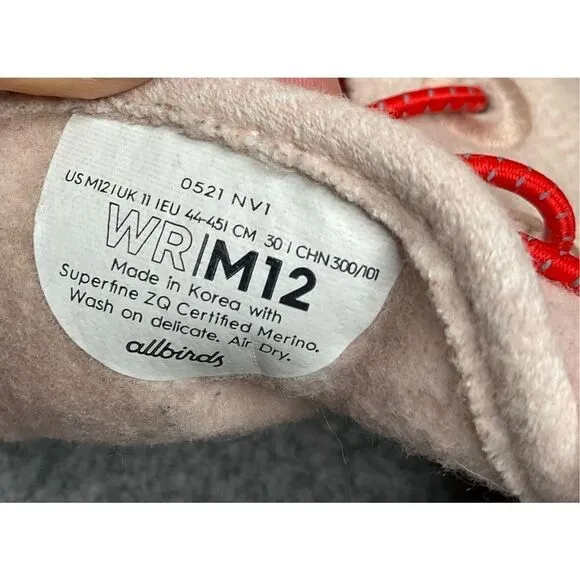 0521 NV1
US M12 | UK 11 | EU 44-45 | CM 30 | CHN 300/101
WR|M12
Made in Korea with
Superfine ZQ Certified Merino.
Wash on delicate. Air Dry.
allbirds